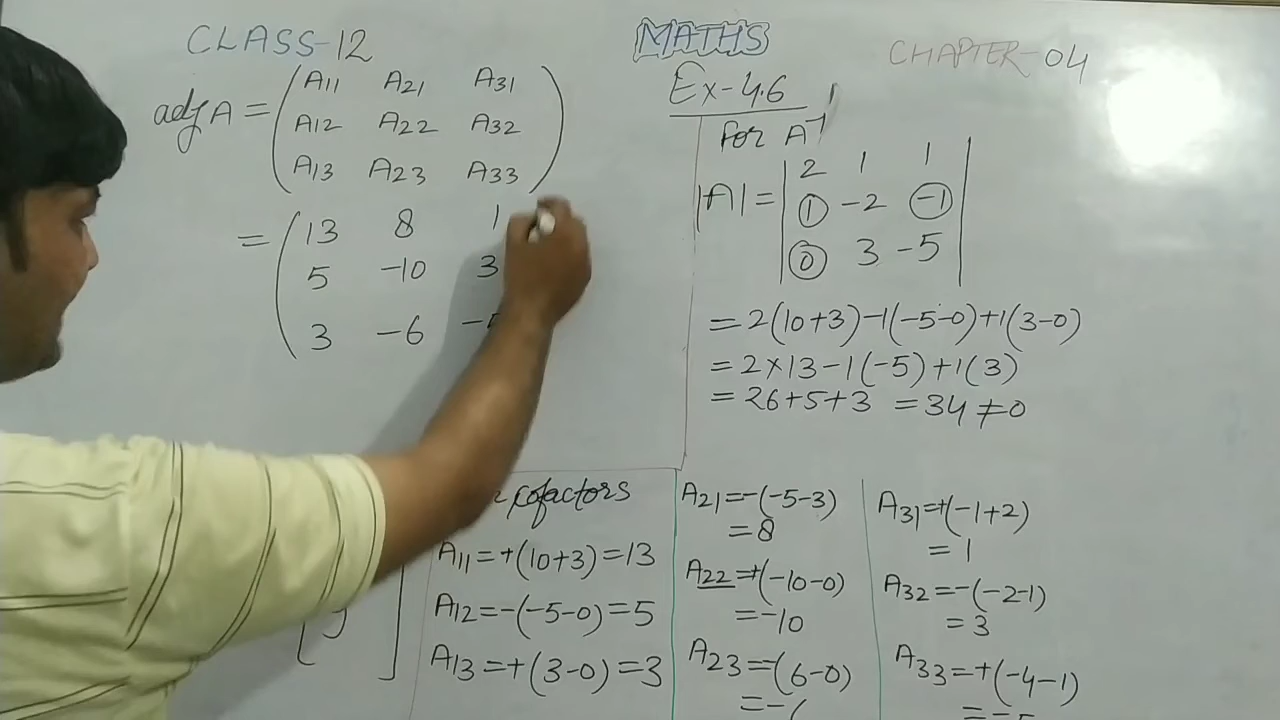 CLASS-12
MATHS
CHAPTER-04
adj A = ( A11 A21 A31
A12 A22 A32
A13 A23 A33 )
= ( 13 8 1
5 -10 3
3 -6
Ex-4.6
for A⁻¹
|A| = | 2 1 1 |
1 -2 -1
0 3 -5
= 2(10+3)-1(-5-0)+1(3-0)
= 2×13-1(-5)+1(3)
= 26+5+3 = 34 ≠ 0
cofactors
A11=+(10+3)=13
A12=-(-5-0)=5
A13=+(3-0)=3
A21=-(-5-3)
=8
A22=+(-10-0)
=-10
A23=-(6-0)
A31=+(-1+2)
= 1
A32=-(-2-1)
= 3
A33=+(-4-1)
=-5